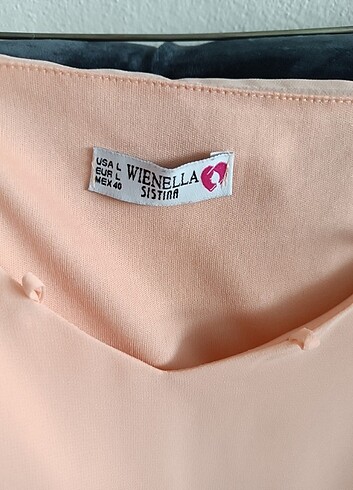 USA L
EUR L
MEX 40
WIENELLA
SISTINA